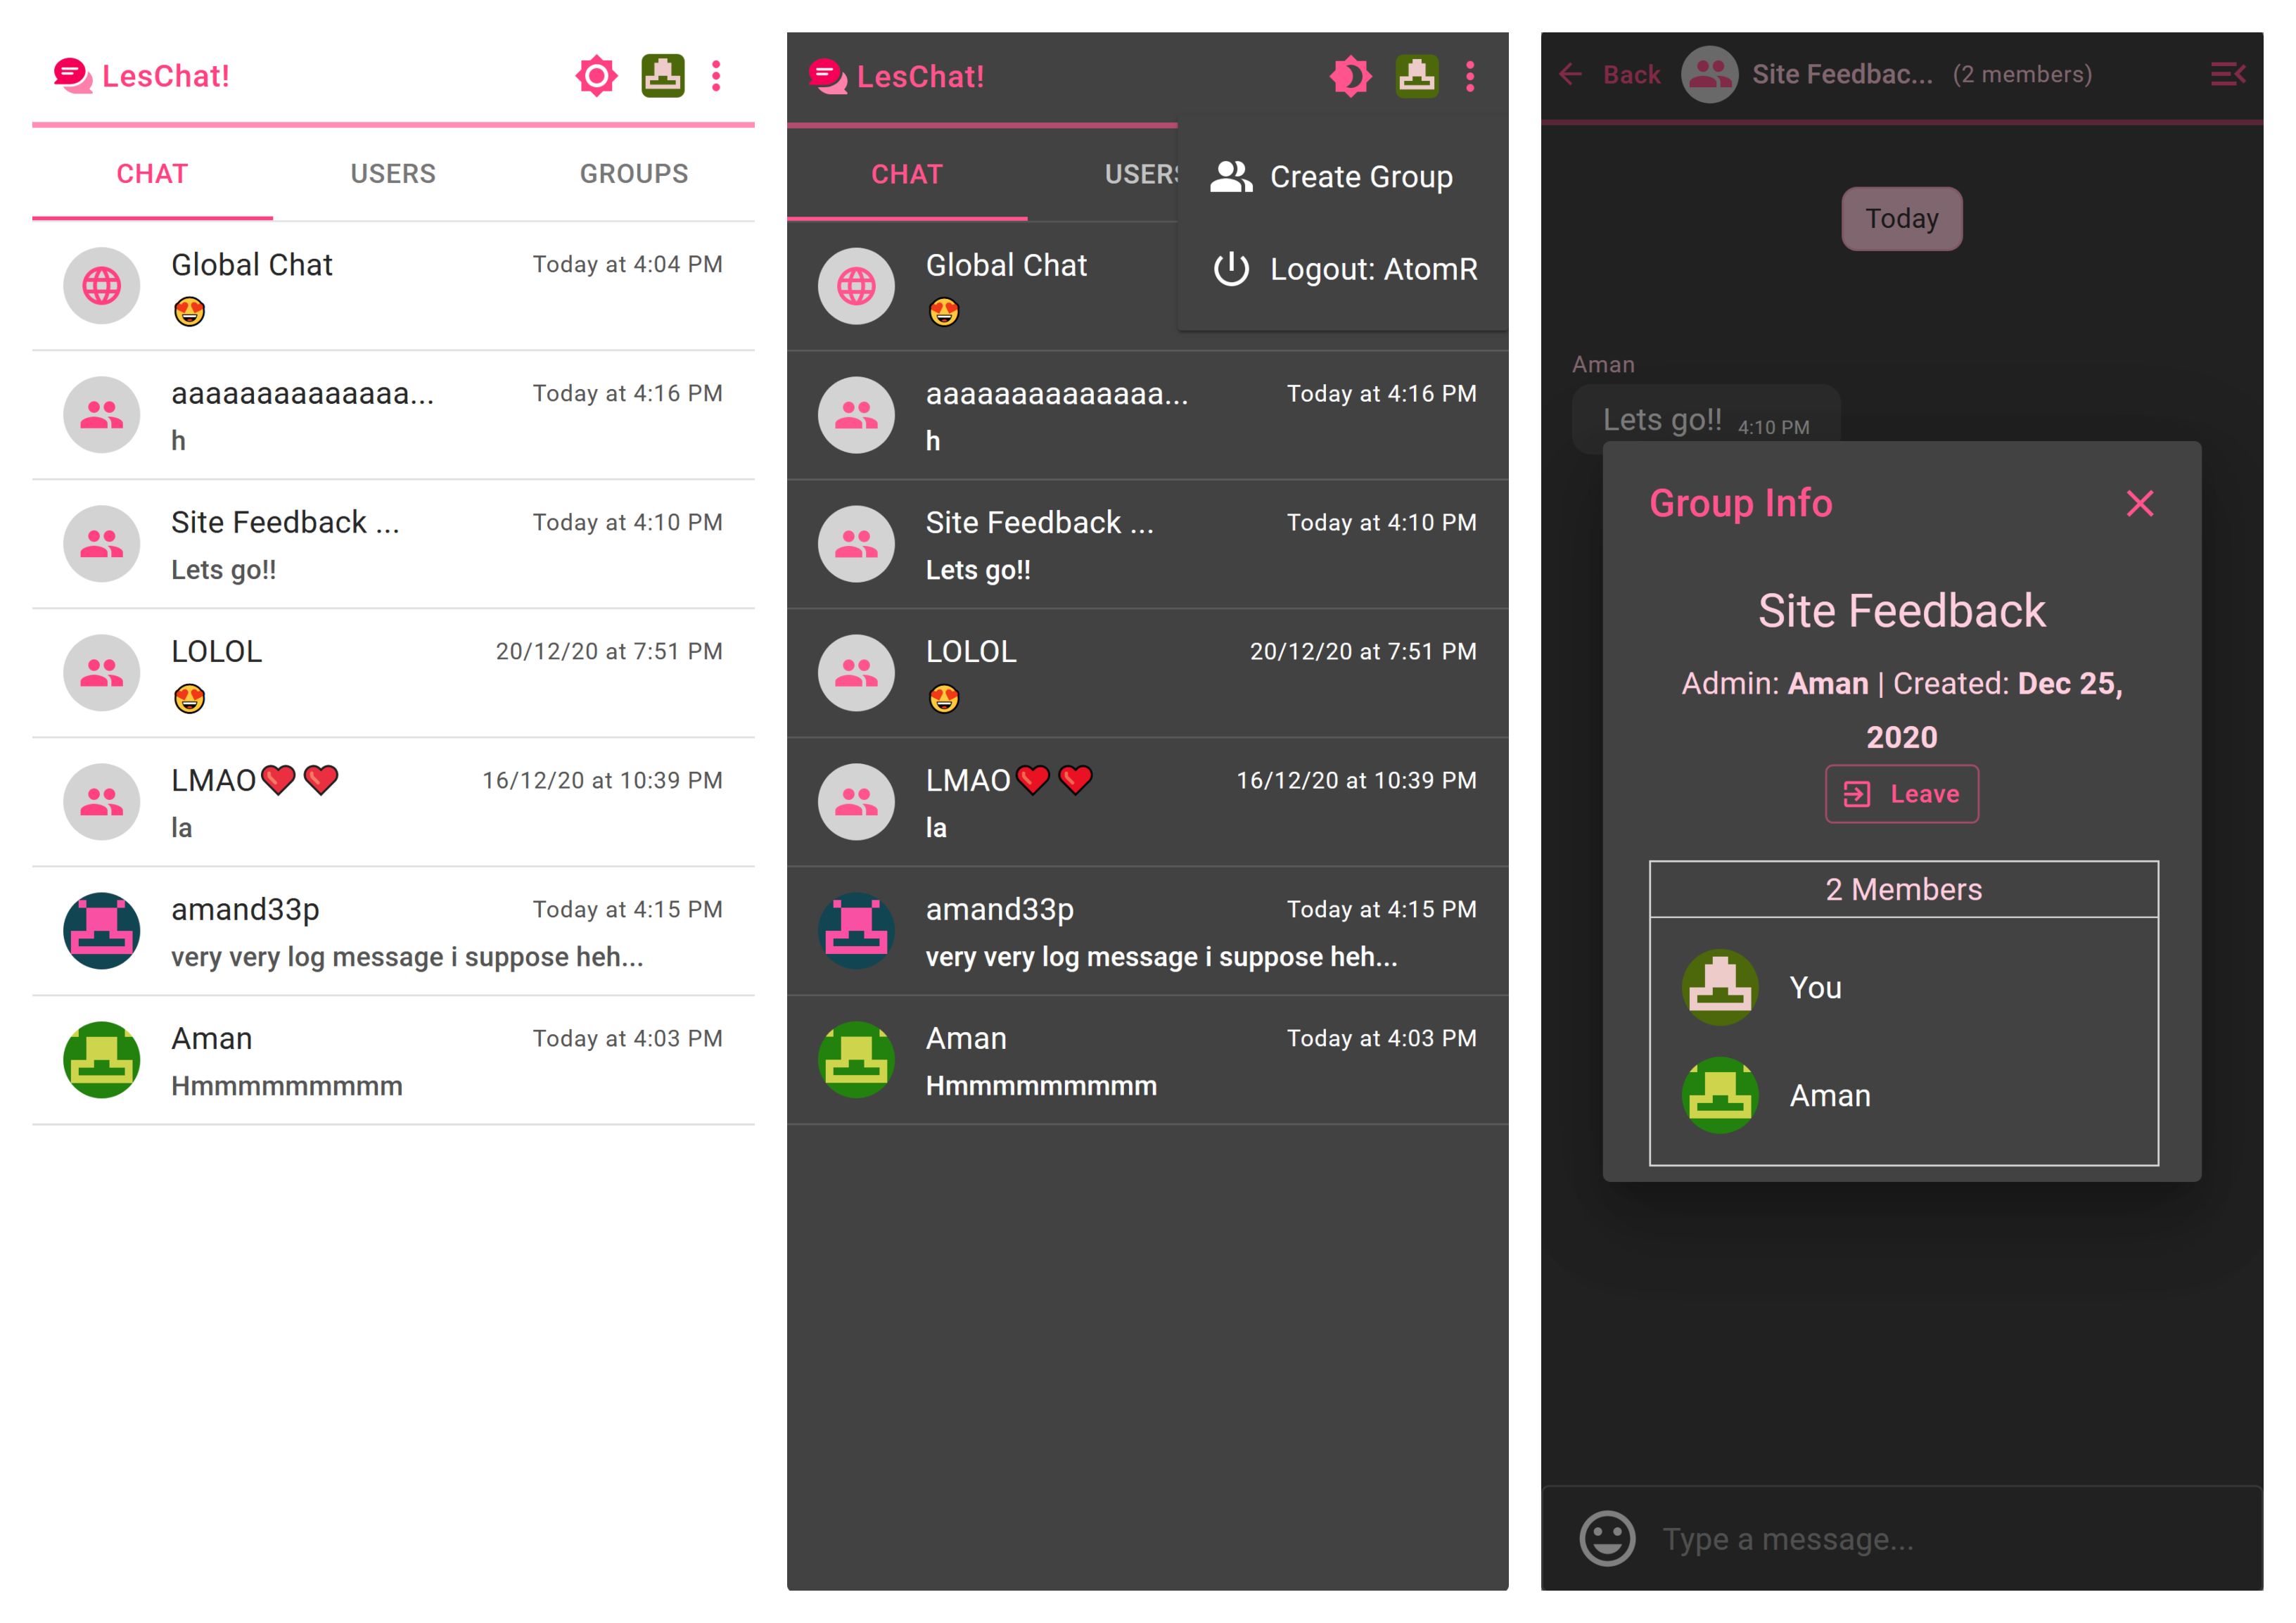 LesChat!
CHAT USERS GROUPS
Global Chat Today at 4:04 PM
😍
aaaaaaaaaaaaaa... Today at 4:16 PM
h
Site Feedback ... Today at 4:10 PM
Lets go!!
LOLOL 20/12/20 at 7:51 PM
😍
LMAO❤️❤️ 16/12/20 at 10:39 PM
la
amand33p Today at 4:15 PM
very very log message i suppose heh...
Aman Today at 4:03 PM
Hmmmmmmmmm
LesChat!
CHAT USERS
Create Group
Logout: AtomR
Global Chat
😍
aaaaaaaaaaaaaa... Today at 4:16 PM
h
Site Feedback ... Today at 4:10 PM
Lets go!!
LOLOL 20/12/20 at 7:51 PM
😍
LMAO❤️❤️ 16/12/20 at 10:39 PM
la
amand33p Today at 4:15 PM
very very log message i suppose heh...
Aman Today at 4:03 PM
Hmmmmmmmmm
Back Site Feedbac... (2 members)
Today
Aman
Lets go!! 4:10 PM
Group Info
Site Feedback
Admin: Aman | Created: Dec 25,
2020
Leave
2 Members
You
Aman
Type a message...